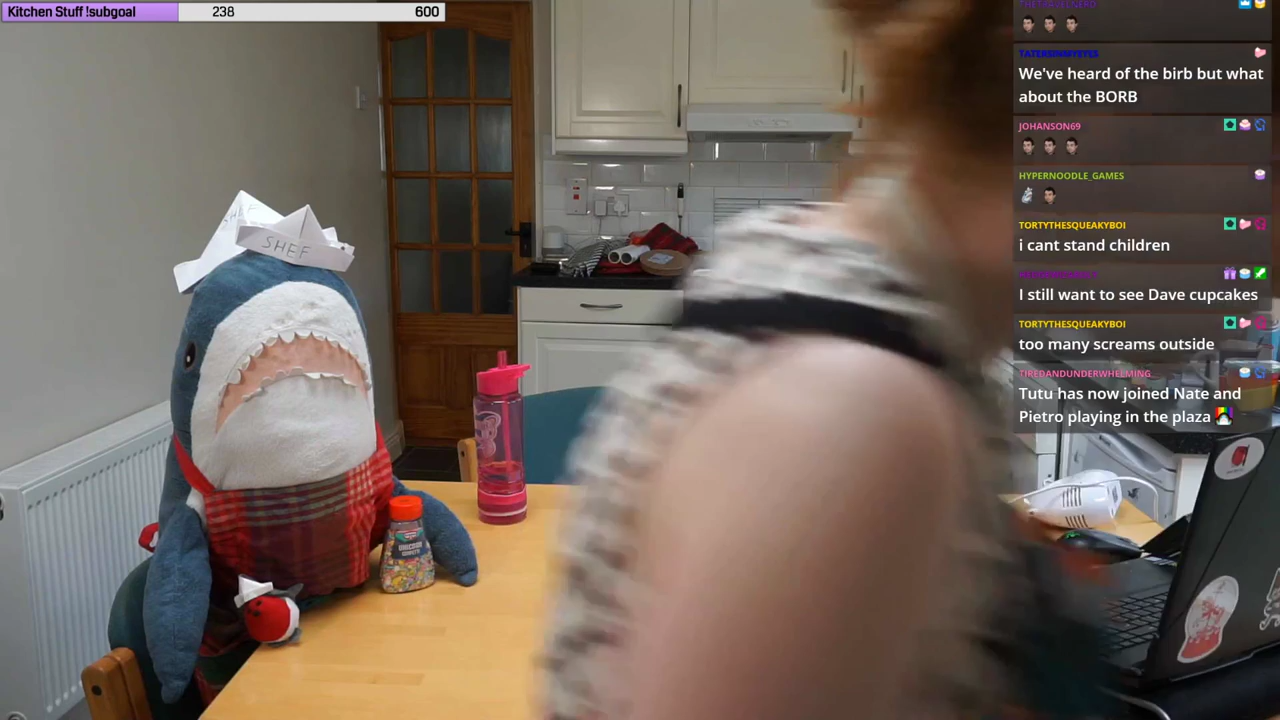 Kitchen Stuff !subgoal
238
600
TATERSINMYEYES
We've heard of the birb but what
about the BORB
JOHANSON69
HYPERNOODLE_GAMES
TORTYTHESQUEAKYBOI
i cant stand children
I still want to see Dave cupcakes
TORTYTHESQUEAKYBOI
too many screams outside
TIREDANDUNDERWHELMING
Tutu has now joined Nate and
Pietro playing in the plaza
SHEF
SHEF
UNICORN